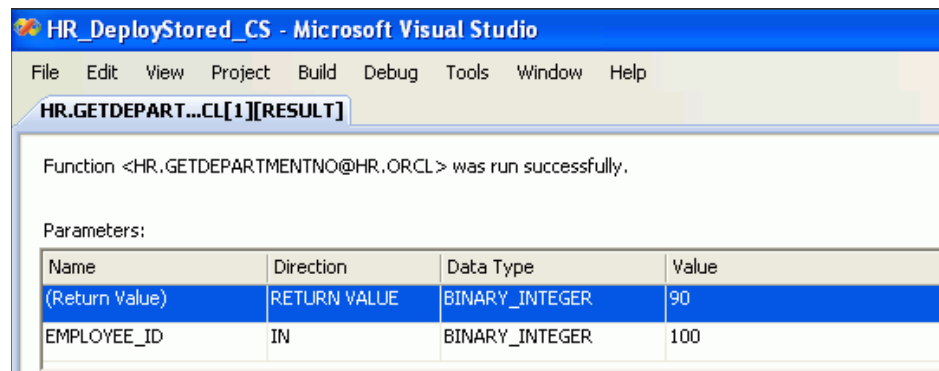 HR_DeployStored_CS - Microsoft Visual Studio
File Edit View Project Build Debug Tools Window Help
HR.GETDEPART...CL[1][RESULT]
Function <HR.GETDEPARTMENTNO@HR.ORCL> was run successfully.
Parameters:
Name Direction Data Type Value
(Return Value) RETURN VALUE BINARY_INTEGER 90
EMPLOYEE_ID IN BINARY_INTEGER 100